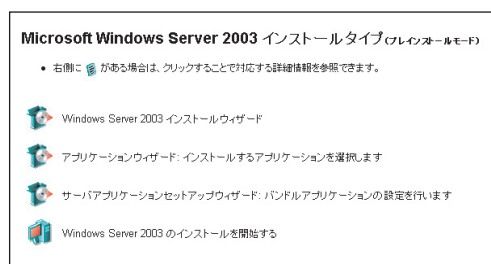 Microsoft Windows Server 2003 インストールタイプ(プレインストールモード)
• 右側に がある場合は、クリックすることで対応する詳細情報を参照できます。
Windows Server 2003 インストールウィザード
アプリケーションウィザード: インストールするアプリケーションを選択します
サーバアプリケーションセットアップウィザード: バンドルアプリケーションの設定を行います
Windows Server 2003 のインストールを開始する